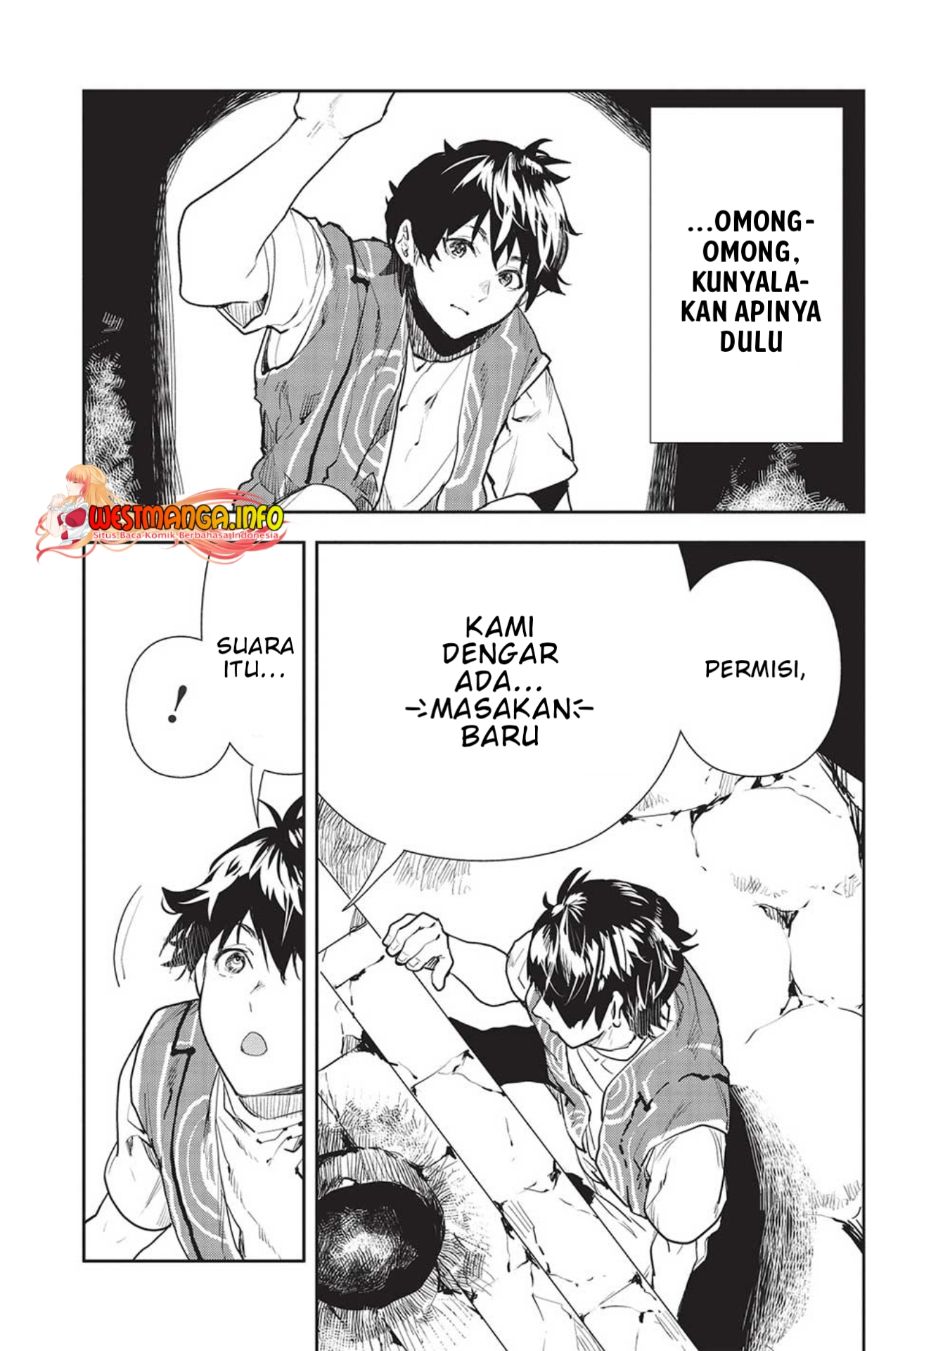 ...OMONG-
OMONG,
KUNYALA-
KAN APINYA
DULU
WESTMANGA.INFO
Situs Baca Komik Berbahasa Indonesia
PERMISI,
KAMI
DENGAR
ADA...
MASAKAN
BARU
SUARA
ITU...
!